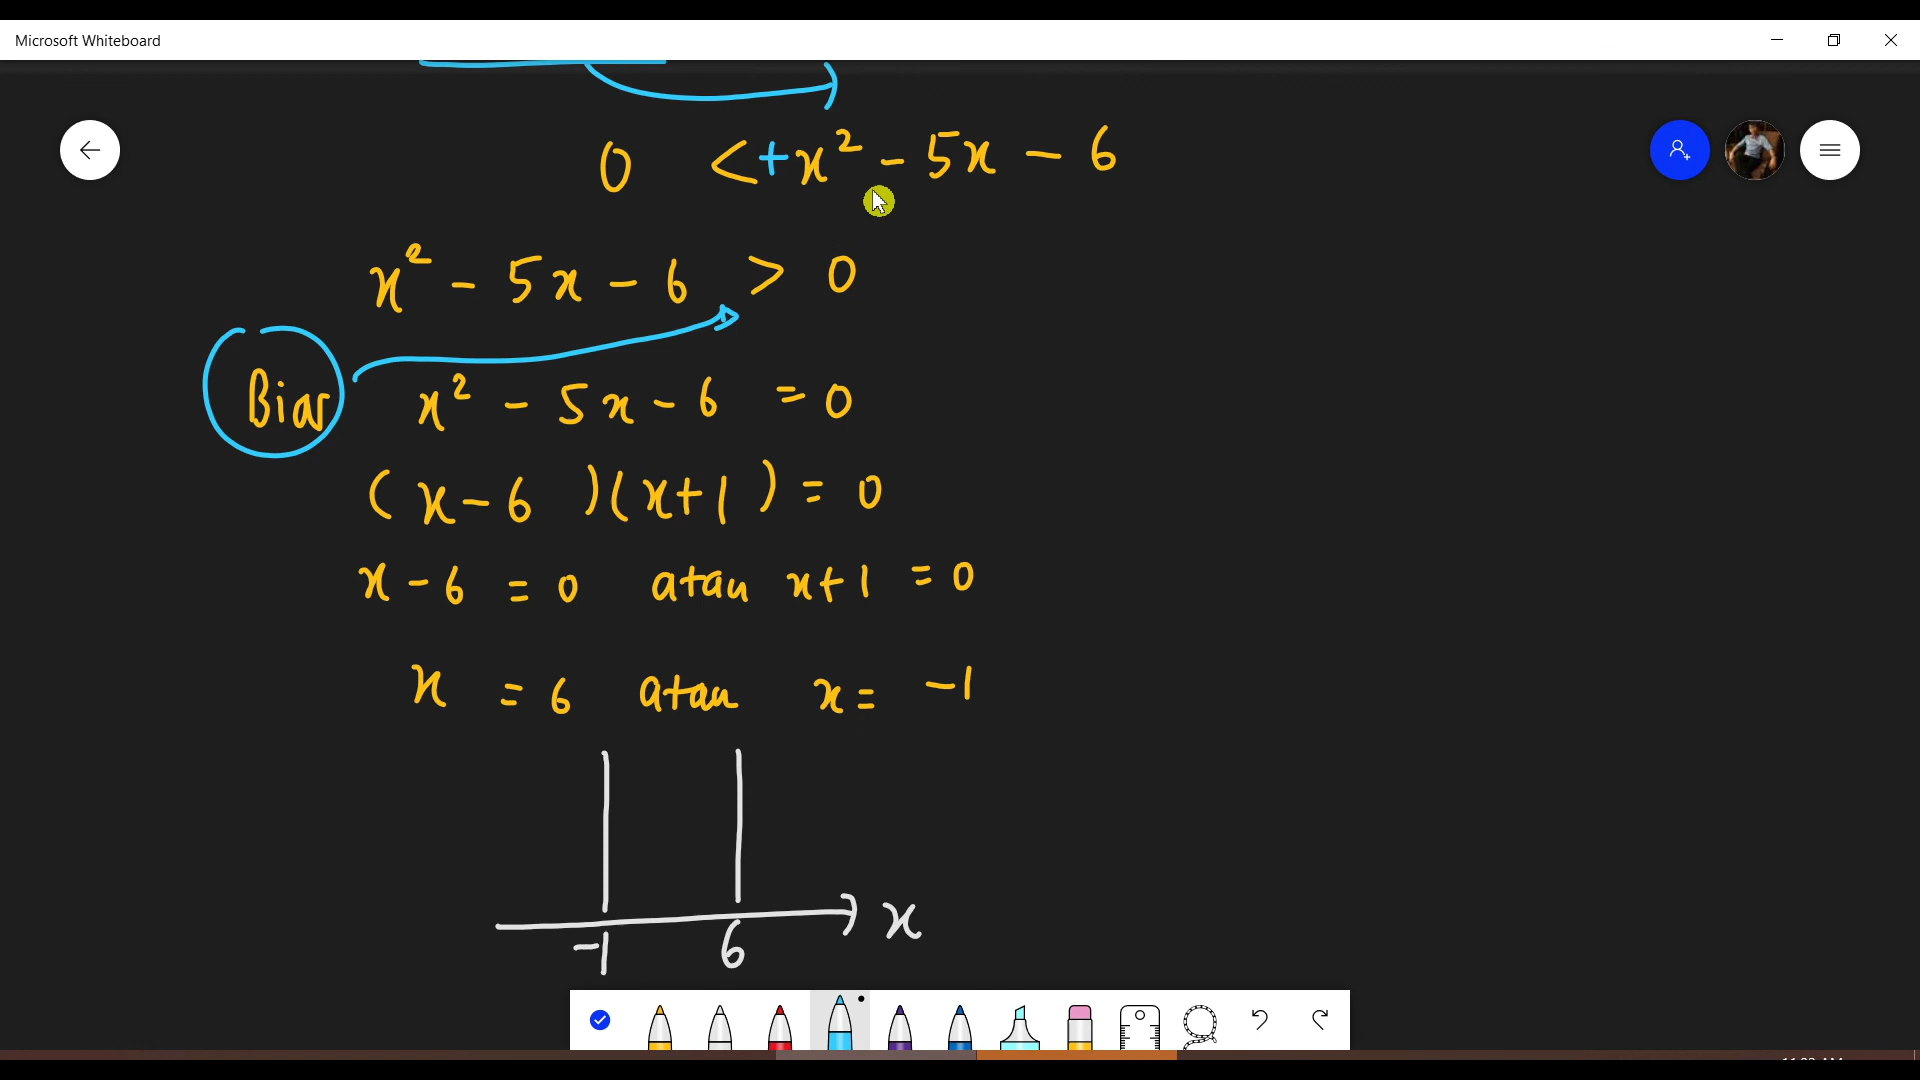 Microsoft Whiteboard
0 < +x² - 5x - 6
x² - 5x - 6 > 0
Biar x² - 5x - 6 = 0
(x - 6)(x + 1) = 0
x - 6 = 0 atau x + 1 = 0
x = 6 atau x = -1
x
-1 6